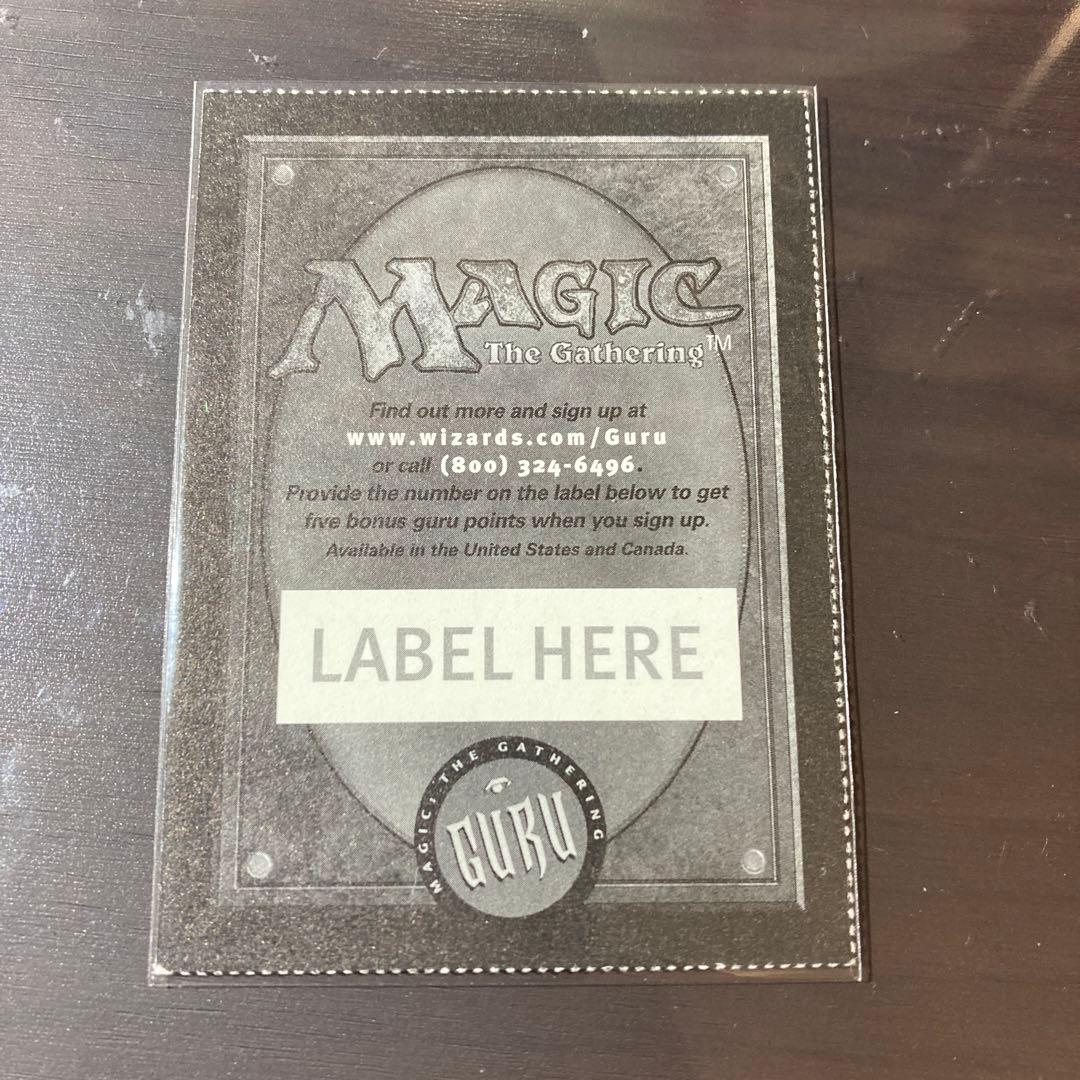 MAGIC
The Gathering™
Find out more and sign up at
www.wizards.com/Guru
or call (800) 324-6496.
Provide the number on the label below to get
five bonus guru points when you sign up.
Available in the United States and Canada.
LABEL HERE
MAGIC: THE GATHERING
GURU